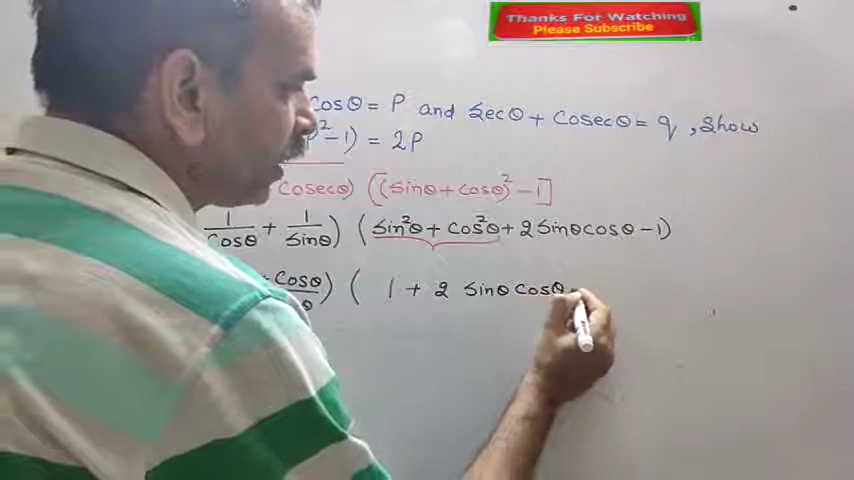 Thanks For Watching
Please Subscribe
Cosθ = P and Secθ + Cosecθ = q, show
²-1) = 2P
Cosecθ) [(sinθ + cosθ)² - 1]
1/Cosθ + 1/Sinθ) (Sin²θ + Cos²θ + 2Sinθcosθ - 1)
+ Cosθ) ( 1 + 2 Sinθ Cosθ